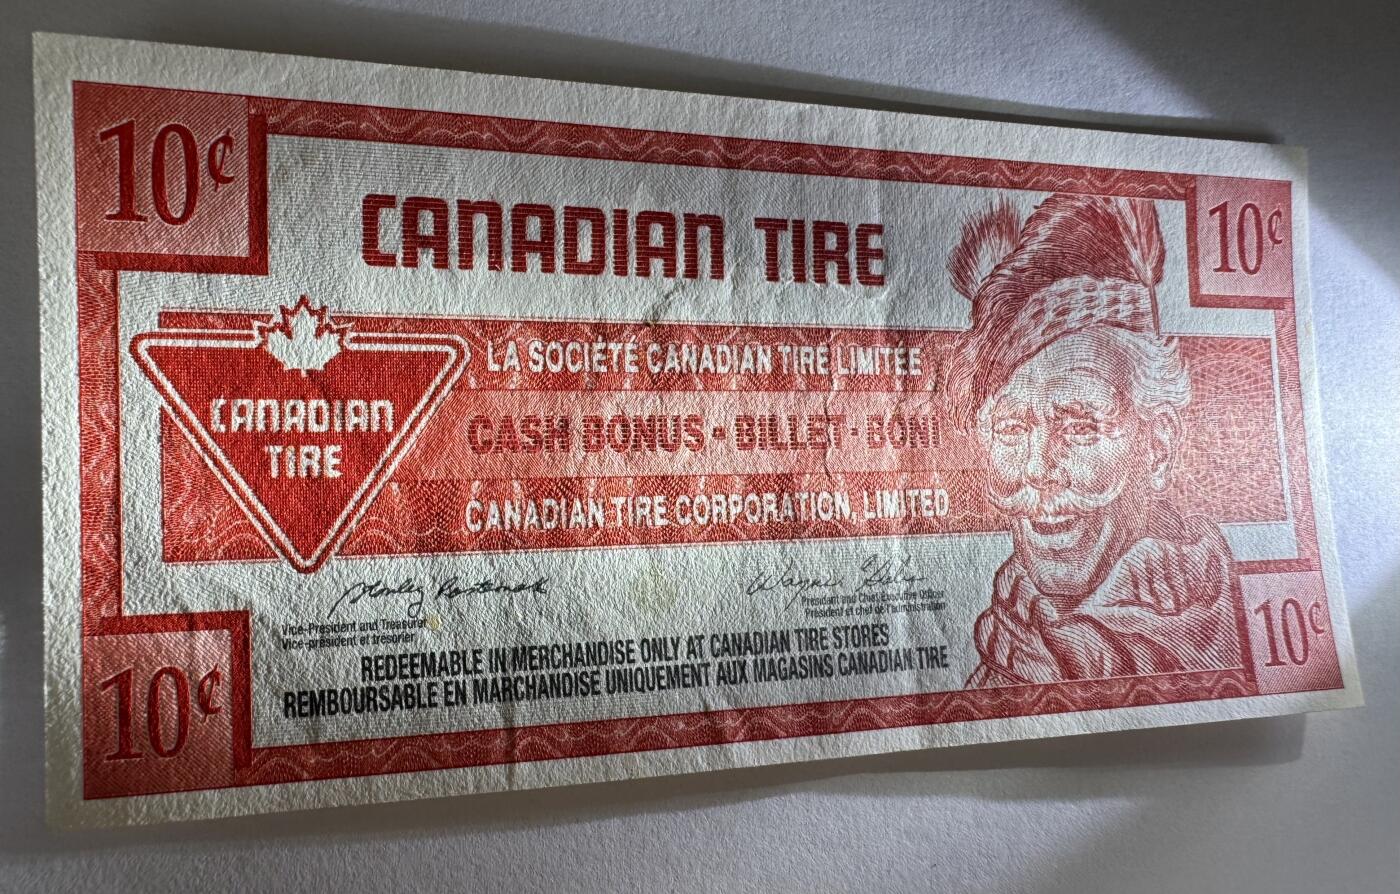 10¢
10¢
CANADIAN TIRE
LA SOCIÉTÉ CANADIAN TIRE LIMITÉE
CANADIAN
TIRE
CASH BONUS - BILLET - BONI
CANADIAN TIRE CORPORATION, LIMITED
Vice-President and Treasurer
Vice-président et trésorier
President and Chief Executive Officer
Président et chef de l'administration
REDEEMABLE IN MERCHANDISE ONLY AT CANADIAN TIRE STORES
REMBOURSABLE EN MARCHANDISE UNIQUEMENT AUX MAGASINS CANADIAN TIRE
10¢
10¢